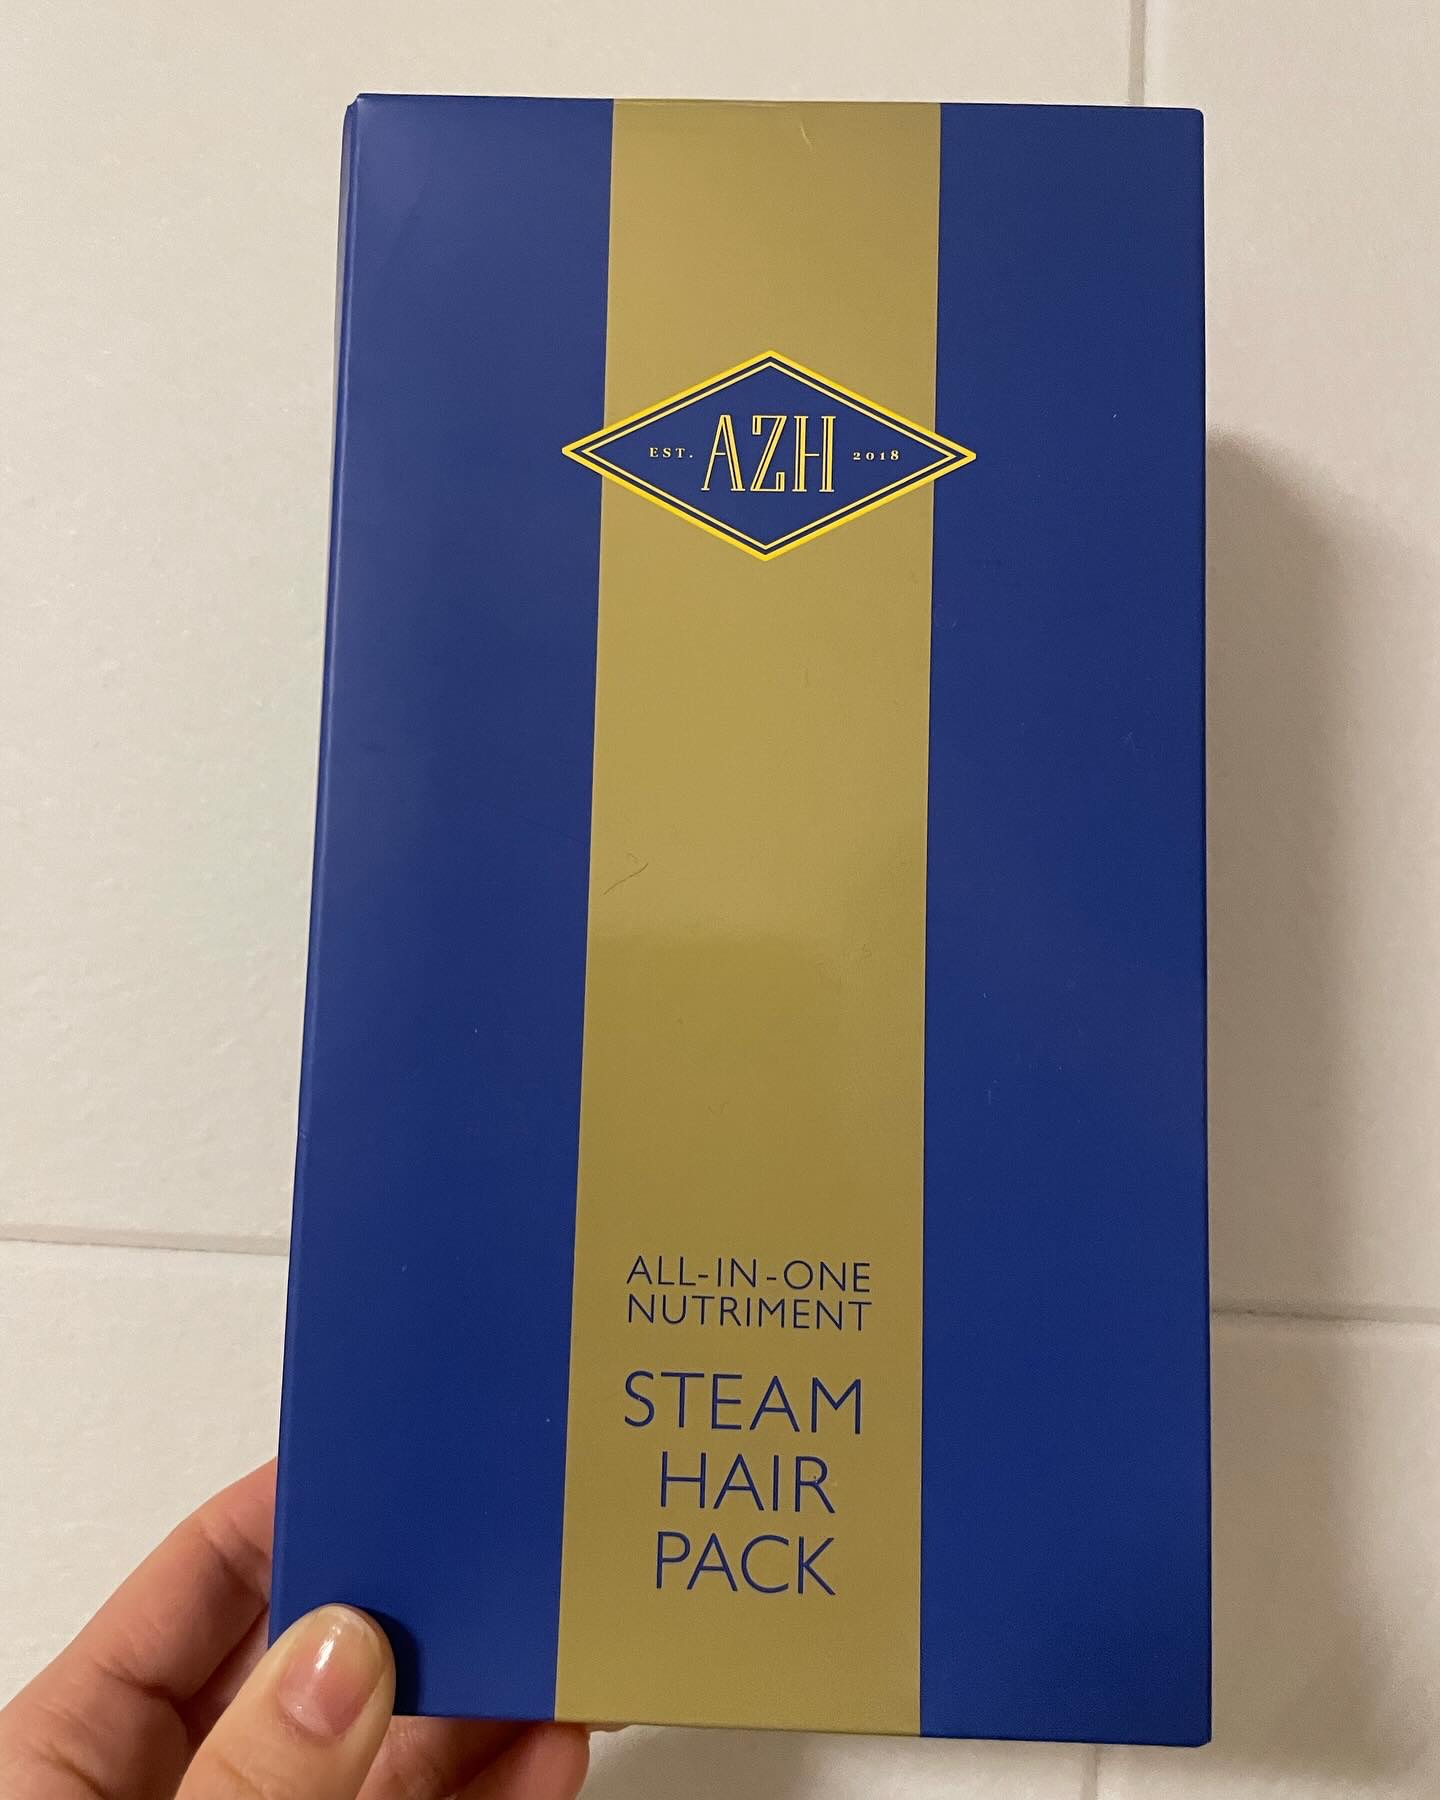 EST. AZH 2018
ALL-IN-ONE
NUTRIMENT
STEAM
HAIR
PACK